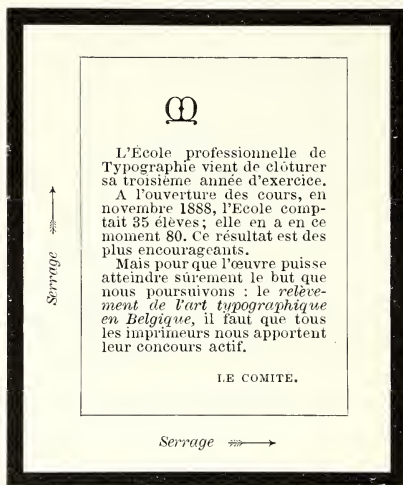 M
L'École professionnelle de
Typographie vient de clôturer
sa troisième année d'exercice.
A l'ouverture des cours, en
novembre 1888, l'Ecole comp-
tait 35 élèves; elle en a en ce
moment 80. Ce résultat est des
plus encourageants.
Mais pour que l'œuvre puisse
atteindre sûrement le but que
nous poursuivons : le relève-
ment de l'art typographique
en Belgique, il faut que tous
les imprimeurs nous apportent
leur concours actif.
LE COMITE.
Serrage
Serrage